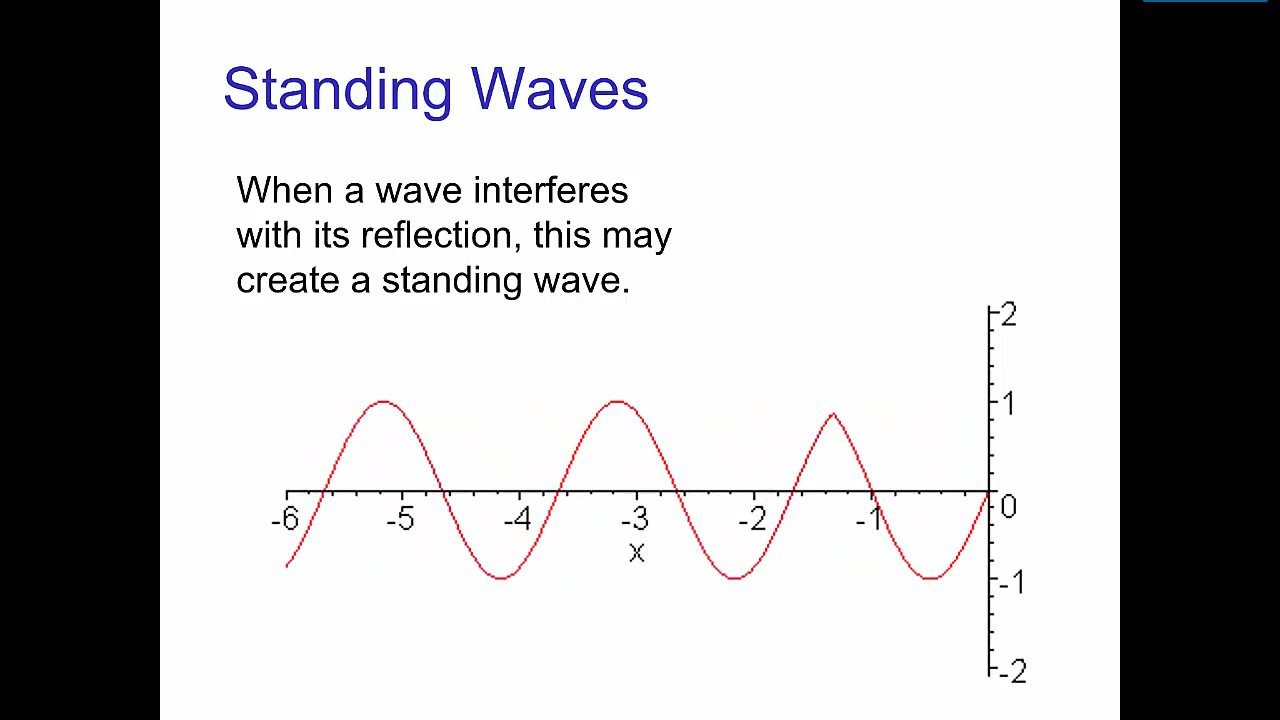 Standing Waves
When a wave interferes
with its reflection, this may
create a standing wave.
2
1
0
-6 -5 -4 -3 -2 -1
x
-1
-2